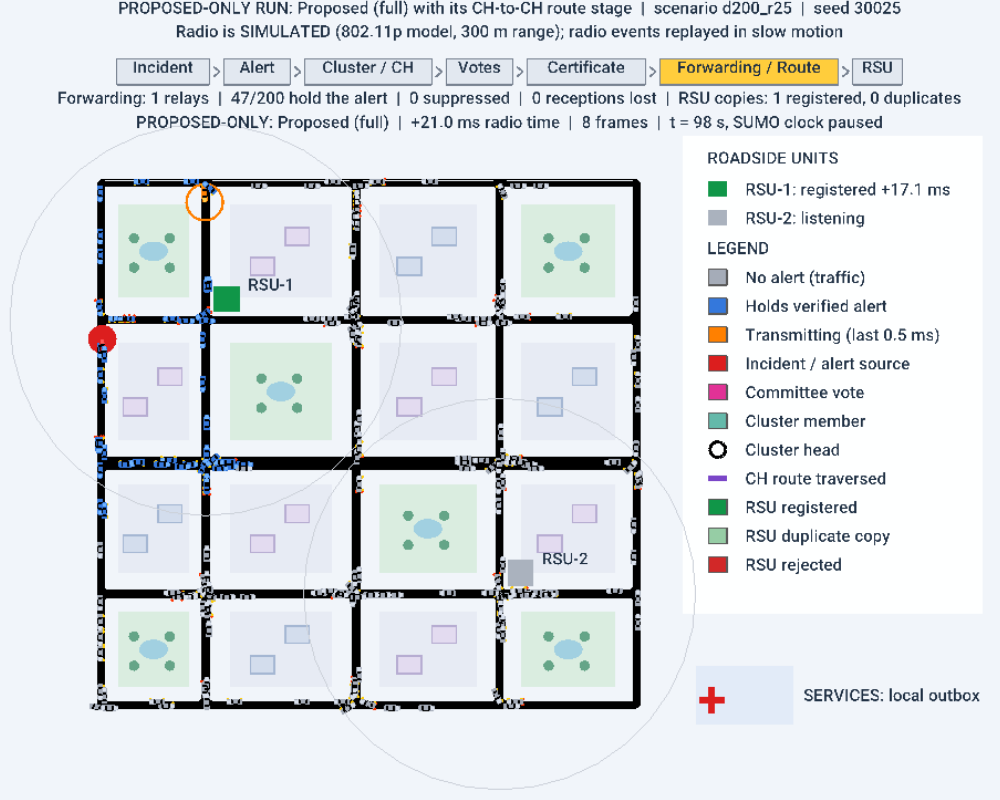 PROPOSED-ONLY RUN: Proposed (full) with its CH-to-CH route stage | scenario d200_r25 | seed 30025
Radio is SIMULATED (802.11p model, 300 m range); radio events replayed in slow motion
Incident > Alert > Cluster / CH > Votes > Certificate > Forwarding / Route > RSU
Forwarding: 1 relays | 47/200 hold the alert | 0 suppressed | 0 receptions lost | RSU copies: 1 registered, 0 duplicates
PROPOSED-ONLY: Proposed (full) | +21.0 ms radio time | 8 frames | t = 98 s, SUMO clock paused
ROADSIDE UNITS
RSU-1: registered +17.1 ms
RSU-2: listening
LEGEND
No alert (traffic)
Holds verified alert
Transmitting (last 0.5 ms)
Incident / alert source
Committee vote
Cluster member
Cluster head
CH route traversed
RSU registered
RSU duplicate copy
RSU rejected
RSU-1
RSU-2
SERVICES: local outbox